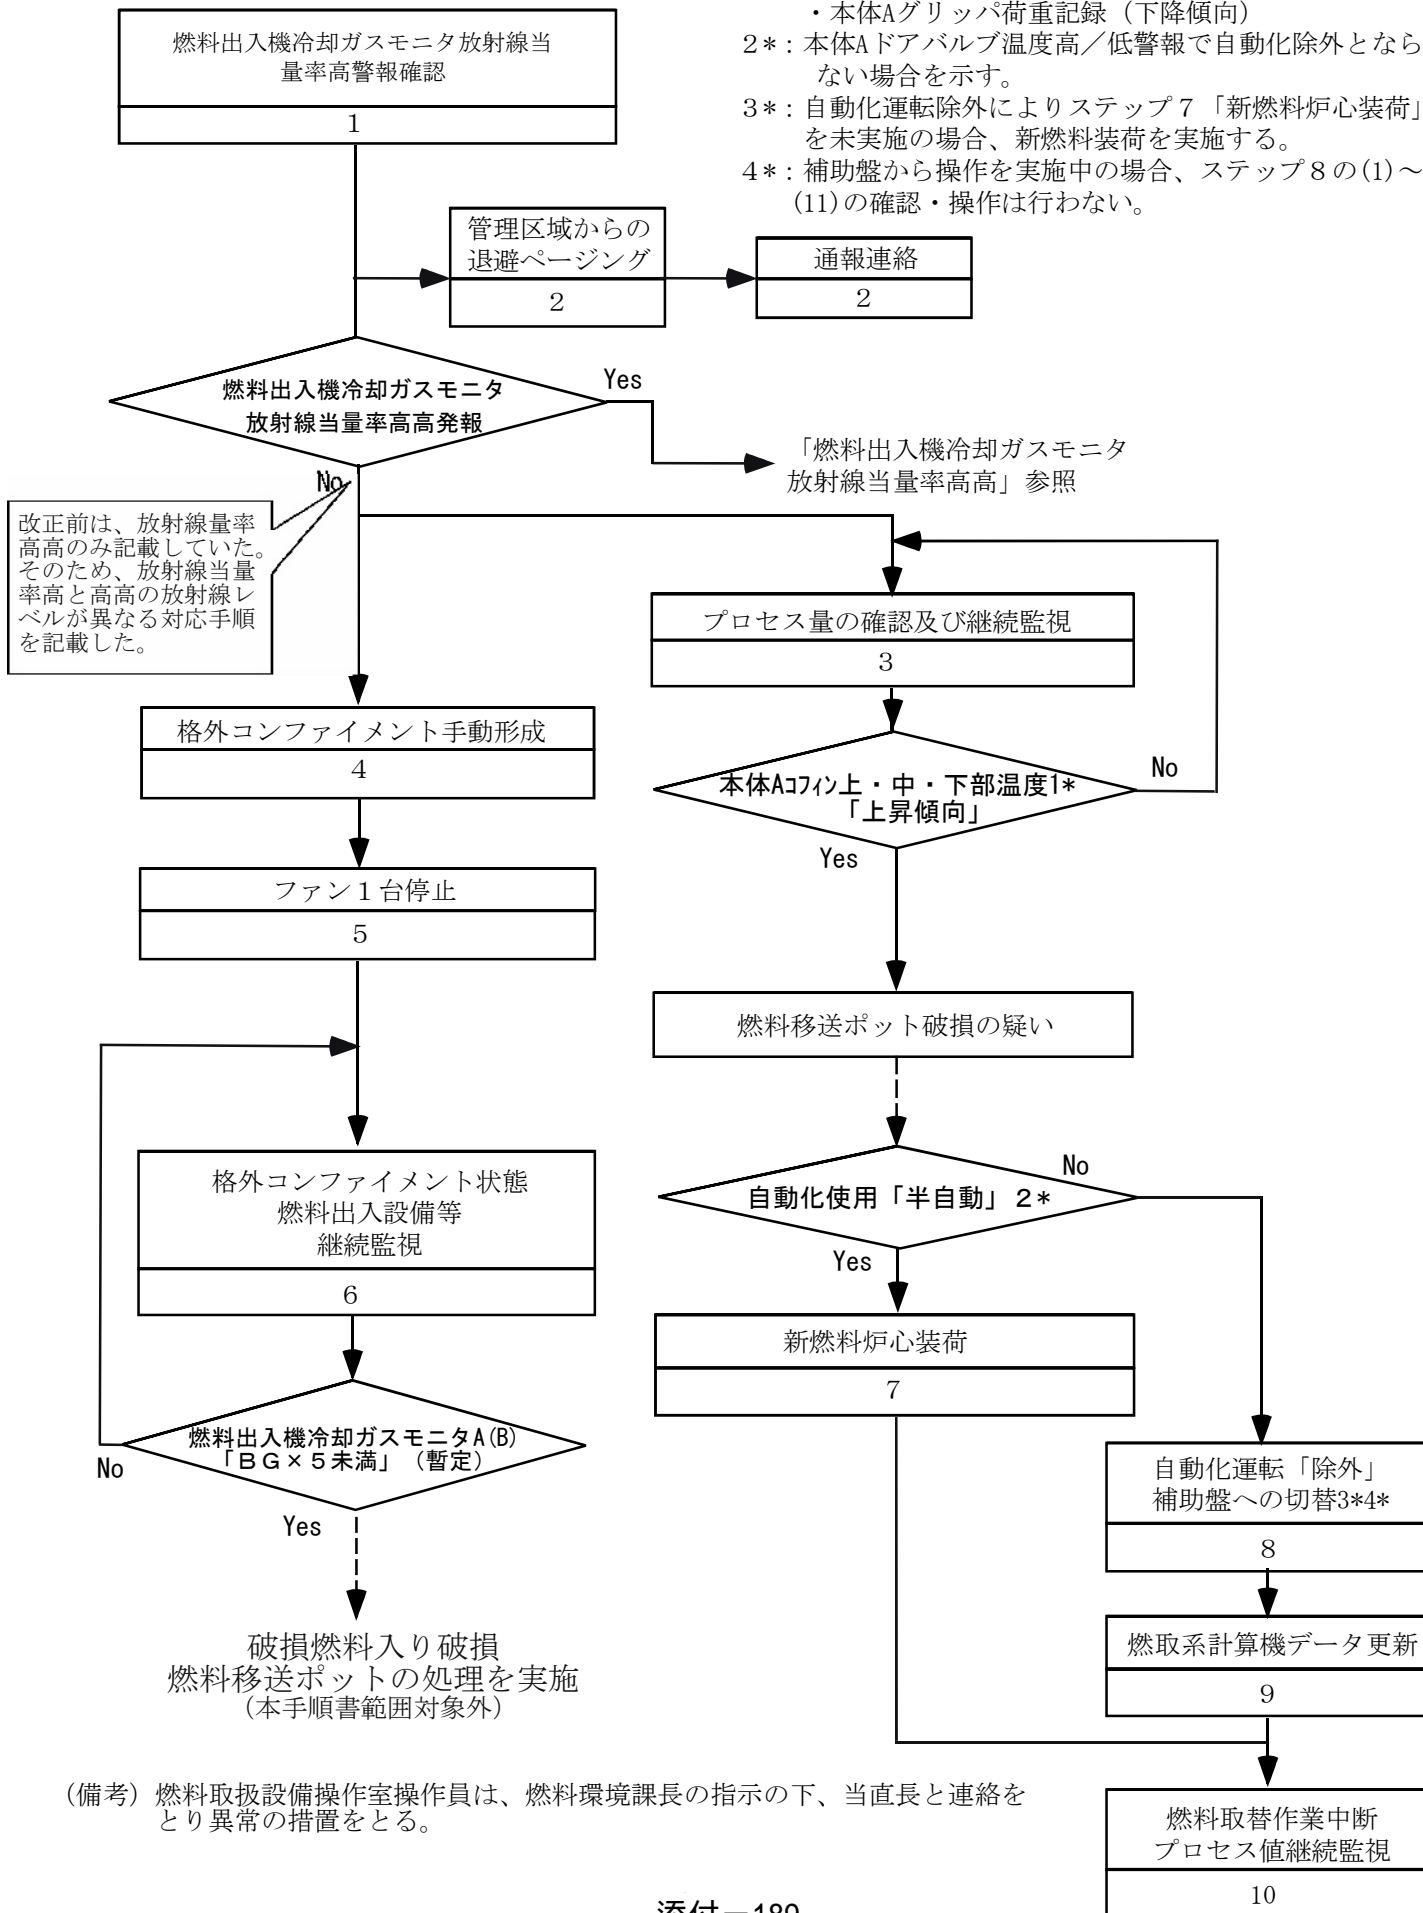 ・本体Aグリッパ荷重記録（下降傾向）
2*：本体Aドアバルブ温度高／低警報で自動化除外となら
ない場合を示す。
3*：自動化運転除外によりステップ７「新燃料炉心装荷」
を未実施の場合、新燃料装荷を実施する。
4*：補助盤から操作を実施中の場合、ステップ８の(1)～
(11)の確認・操作は行わない。
燃料出入機冷却ガスモニタ放射線当
量率高警報確認
1
管理区域からの
退避ページング
2
通報連絡
2
燃料出入機冷却ガスモニタ
放射線当量率高高発報
Yes
「燃料出入機冷却ガスモニタ
放射線当量率高高」参照
No
改正前は、放射線量率
高高のみ記載していた。
そのため、放射線当量
率高と高高の放射線レ
ベルが異なる対応手順
を記載した。
プロセス量の確認及び継続監視
3
格外コンファイメント手動形成
4
本体Aコフィン上・中・下部温度1*
「上昇傾向」
No
Yes
ファン１台停止
5
燃料移送ポット破損の疑い
格外コンファイメント状態
燃料出入設備等
継続監視
6
自動化使用「半自動」２*
No
Yes
新燃料炉心装荷
7
燃料出入機冷却ガスモニタA(B)
「ＢＧ×５未満」（暫定）
No
Yes
自動化運転「除外」
補助盤への切替3*4*
8
燃取系計算機データ更新
9
破損燃料入り破損
燃料移送ポットの処理を実施
（本手順書範囲対象外）
燃料取替作業中断
プロセス値継続監視
10
（備考）燃料取扱設備操作室操作員は、燃料環境課長の指示の下、当直長と連絡を
とり異常の措置をとる。
添付－189